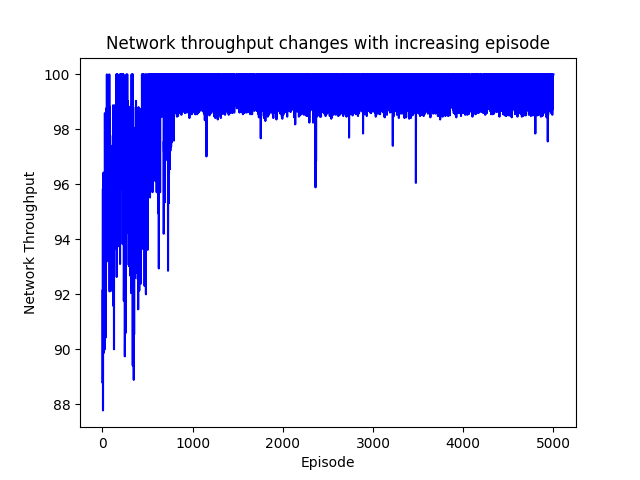 Network throughput changes with increasing episode
100
98
96
94
92
90
88
Network Throughput
0 1000 2000 3000 4000 5000
Episode